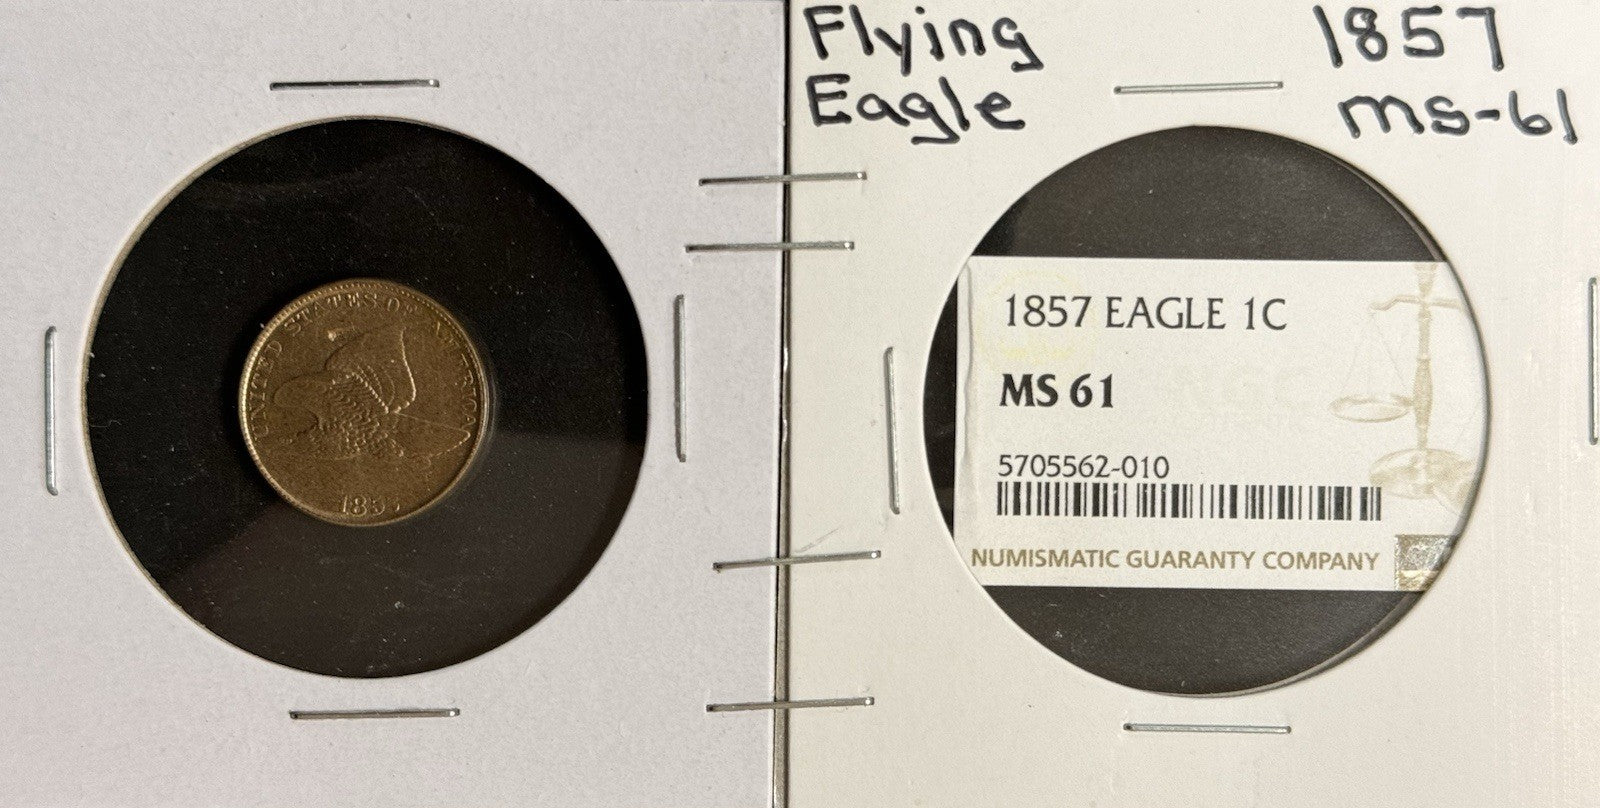 UNITED STATES OF AMERICA
185
Flying
Eagle
1857
MS-61
1857 EAGLE 1C
MS 61
5705562-010
NUMISMATIC GUARANTY COMPANY